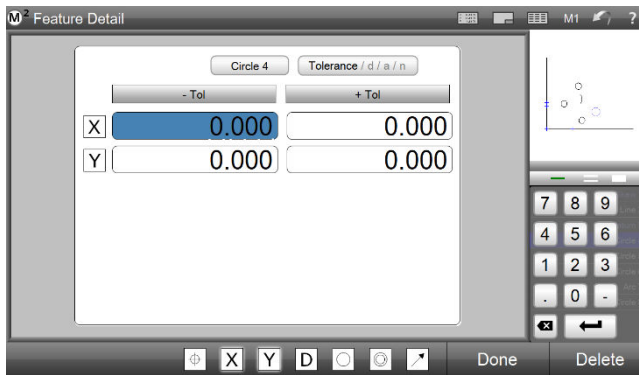 M² Feature Detail M1 ?
Circle 4 Tolerance / d / a / n
- Tol + Tol
X 0.000 0.000
Y 0.000 0.000
7 8 9
4 5 6
1 2 3
. 0 -
X Y D Done Delete